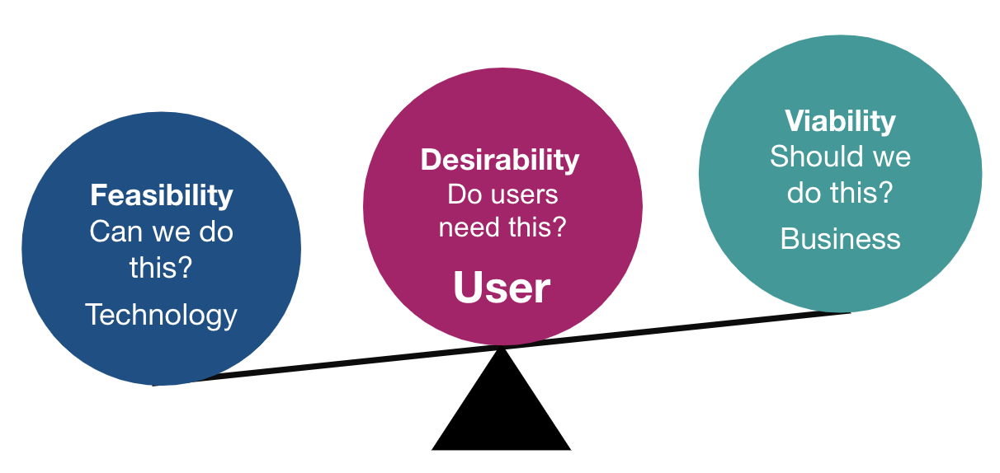 Feasibility
Can we do
this?
Technology
Desirability
Do users
need this?
User
Viability
Should we
do this?
Business